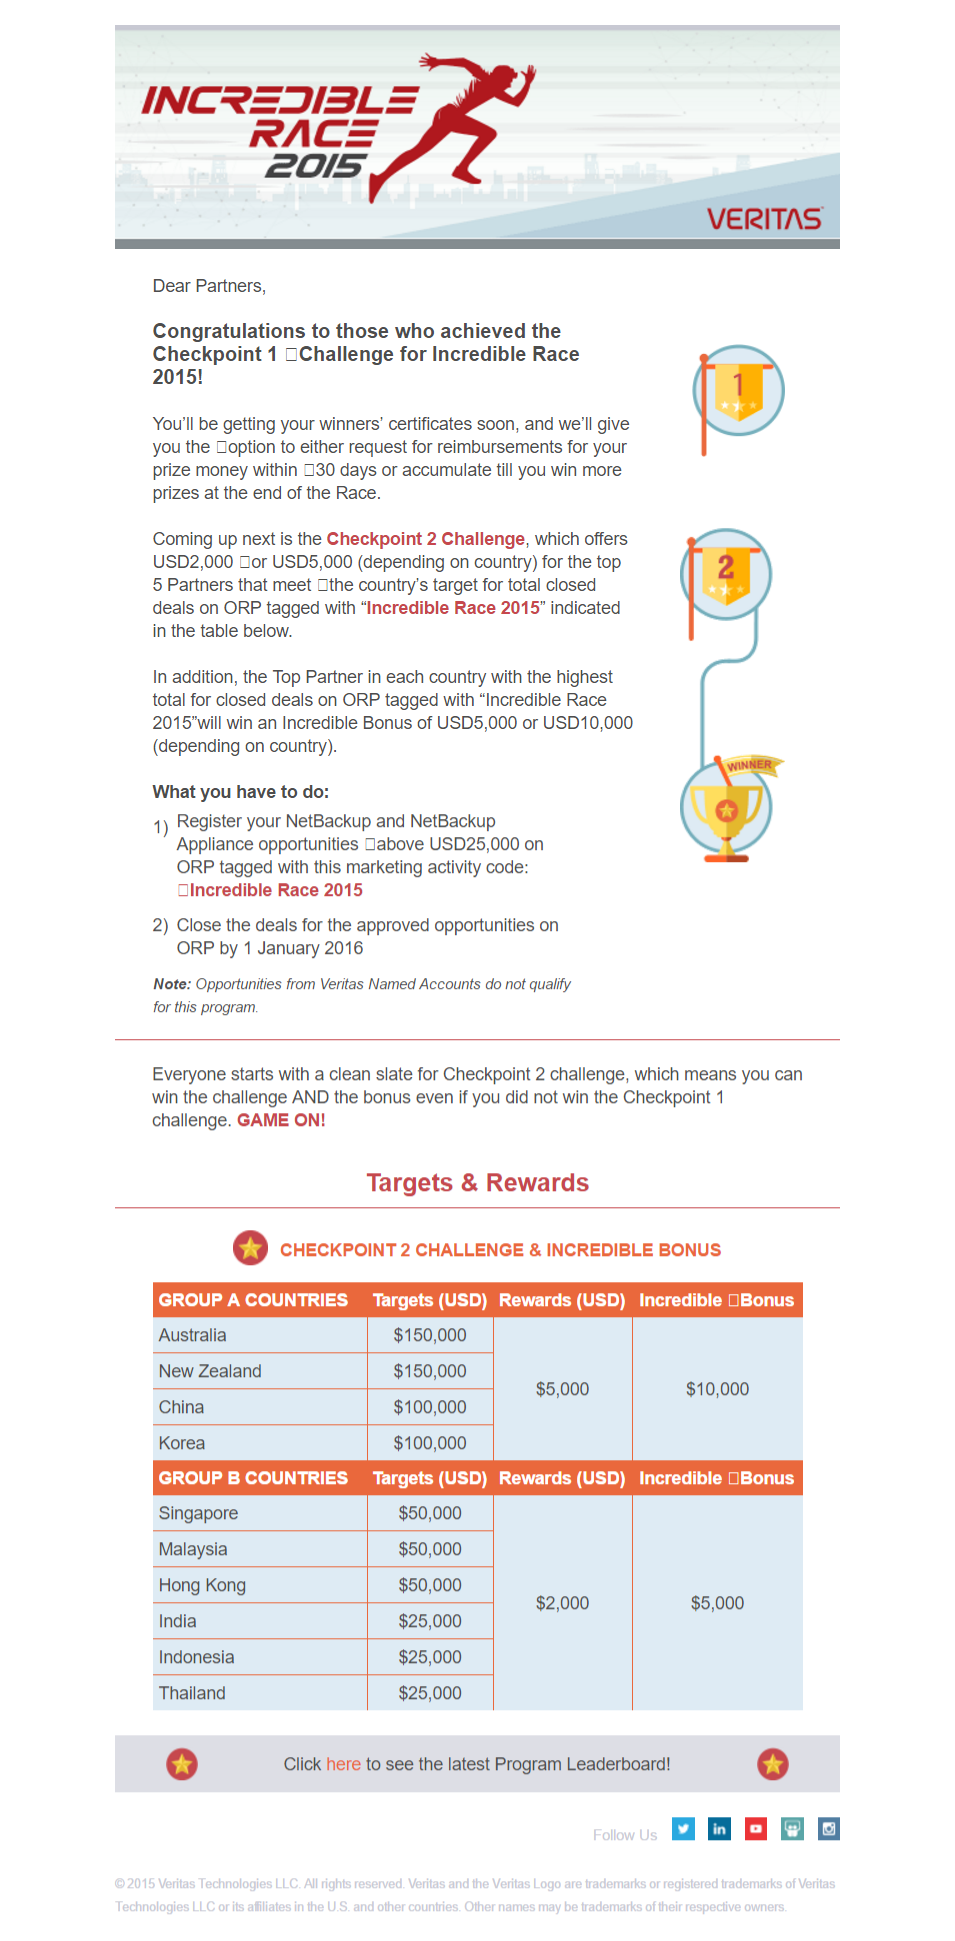 INCREDIBLE
RACE
2015
VERITAS
Dear Partners,
Congratulations to those who achieved the
Checkpoint 1 □Challenge for Incredible Race
2015!
1
You’ll be getting your winners’ certificates soon, and we’ll give
you the □option to either request for reimbursements for your
prize money within □30 days or accumulate till you win more
prizes at the end of the Race.
Coming up next is the Checkpoint 2 Challenge, which offers
USD2,000 □or USD5,000 (depending on country) for the top
5 Partners that meet □the country’s target for total closed
deals on ORP tagged with “Incredible Race 2015” indicated
in the table below.
2
In addition, the Top Partner in each country with the highest
total for closed deals on ORP tagged with “Incredible Race
2015”will win an Incredible Bonus of USD5,000 or USD10,000
(depending on country).
WINNER
What you have to do:
1) Register your NetBackup and NetBackup
Appliance opportunities □above USD25,000 on
ORP tagged with this marketing activity code:
□Incredible Race 2015
2) Close the deals for the approved opportunities on
ORP by 1 January 2016
Note: Opportunities from Veritas Named Accounts do not qualify
for this program.
Everyone starts with a clean slate for Checkpoint 2 challenge, which means you can
win the challenge AND the bonus even if you did not win the Checkpoint 1
challenge. GAME ON!
Targets & Rewards
CHECKPOINT 2 CHALLENGE & INCREDIBLE BONUS
GROUP A COUNTRIES Targets (USD) Rewards (USD) Incredible □Bonus
Australia $150,000
New Zealand $150,000
$5,000 $10,000
China $100,000
Korea $100,000
GROUP B COUNTRIES Targets (USD) Rewards (USD) Incredible □Bonus
Singapore $50,000
Malaysia $50,000
Hong Kong $50,000
$2,000 $5,000
India $25,000
Indonesia $25,000
Thailand $25,000
Click here to see the latest Program Leaderboard!
Follow Us
in
© 2015 Veritas Technologies LLC. All rights reserved. Veritas and the Veritas Logo are trademarks or registered trademarks of Veritas
Technologies LLC or its affiliates in the U.S. and other countries. Other names may be trademarks of their respective owners.